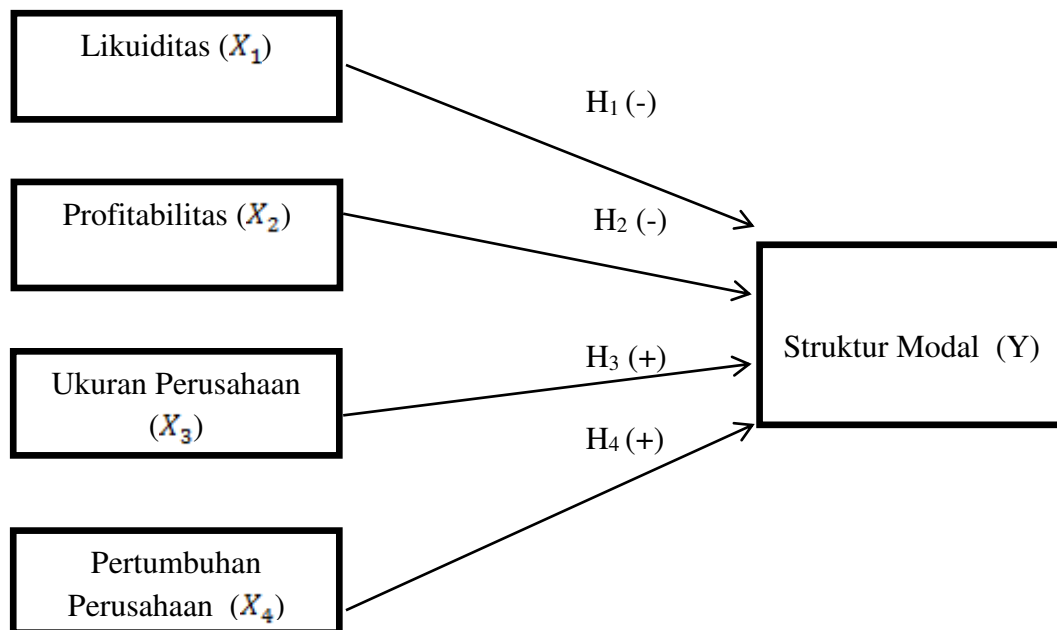 Likuiditas (X₁)
H₁ (-)
Profitabilitas (X₂)
H₂ (-)
Struktur Modal (Y)
Ukuran Perusahaan
(X₃)
H₃ (+)
H₄ (+)
Pertumbuhan
Perusahaan (X₄)